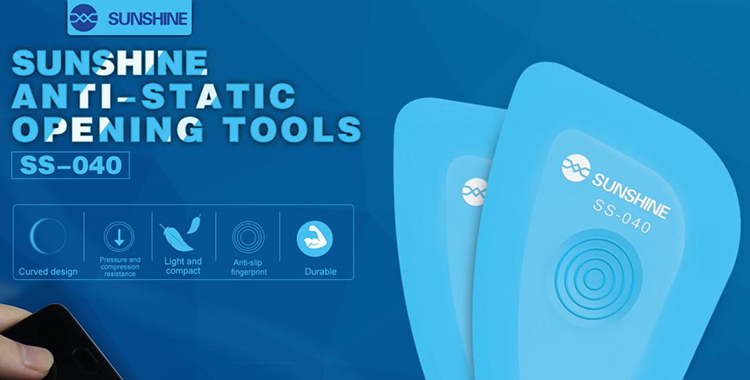 SUNSHINE
SUNSHINE
ANTI-STATIC
OPENING TOOLS
SS-040
Curved design
Pressure and
compression
resistance
Light and
compact
Anti-slip
fingerprint
Durable
SUNSHINE
SS-040